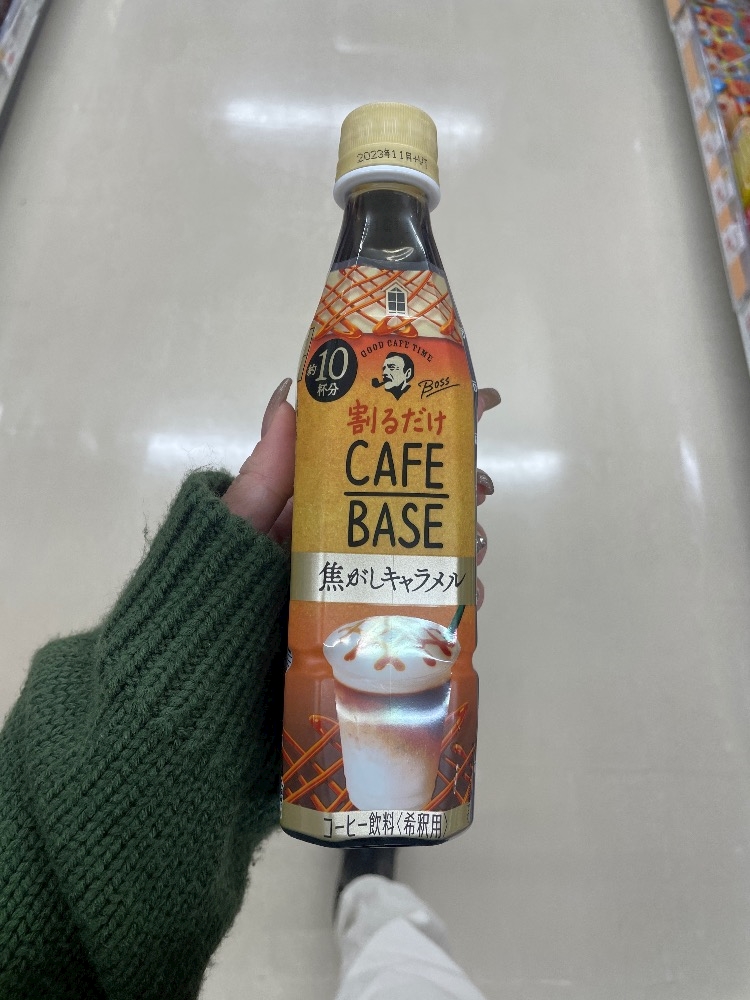 2023年11月
GOOD CAFE TIME
約10杯分
BOSS
割るだけ
CAFE
BASE
焦がしキャラメル
コーヒー飲料〈希釈用〉